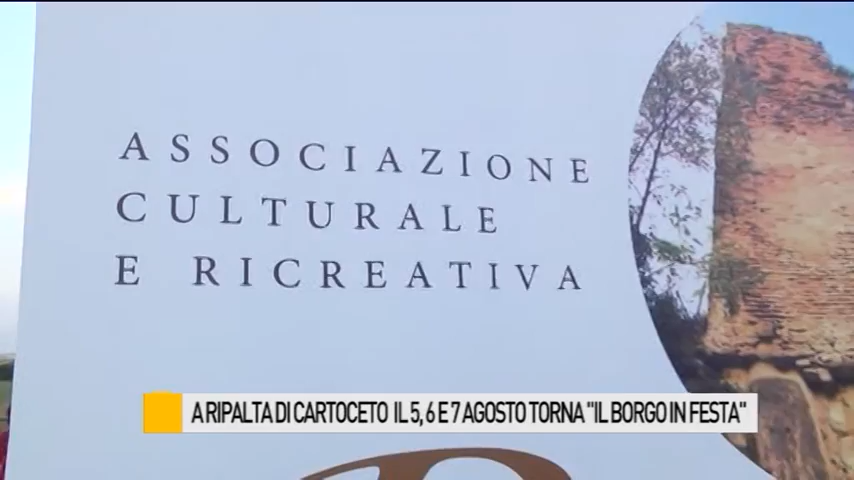 ASSOCIAZIONE
CULTURALE
E RICREATIVA
A RIPALTA DI CARTOCETO IL 5, 6 E 7 AGOSTO TORNA "IL BORGO IN FESTA"